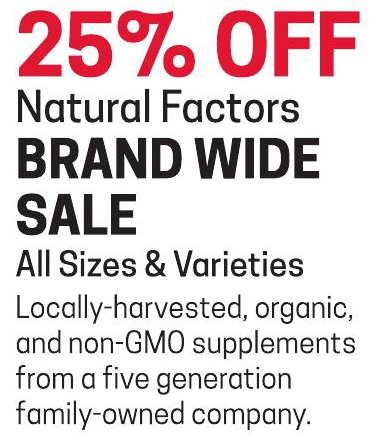 25% OFF
Natural Factors
BRAND WIDE
SALE
All Sizes & Varieties
Locally-harvested, organic,
and non-GMO supplements
from a five generation
family-owned company.